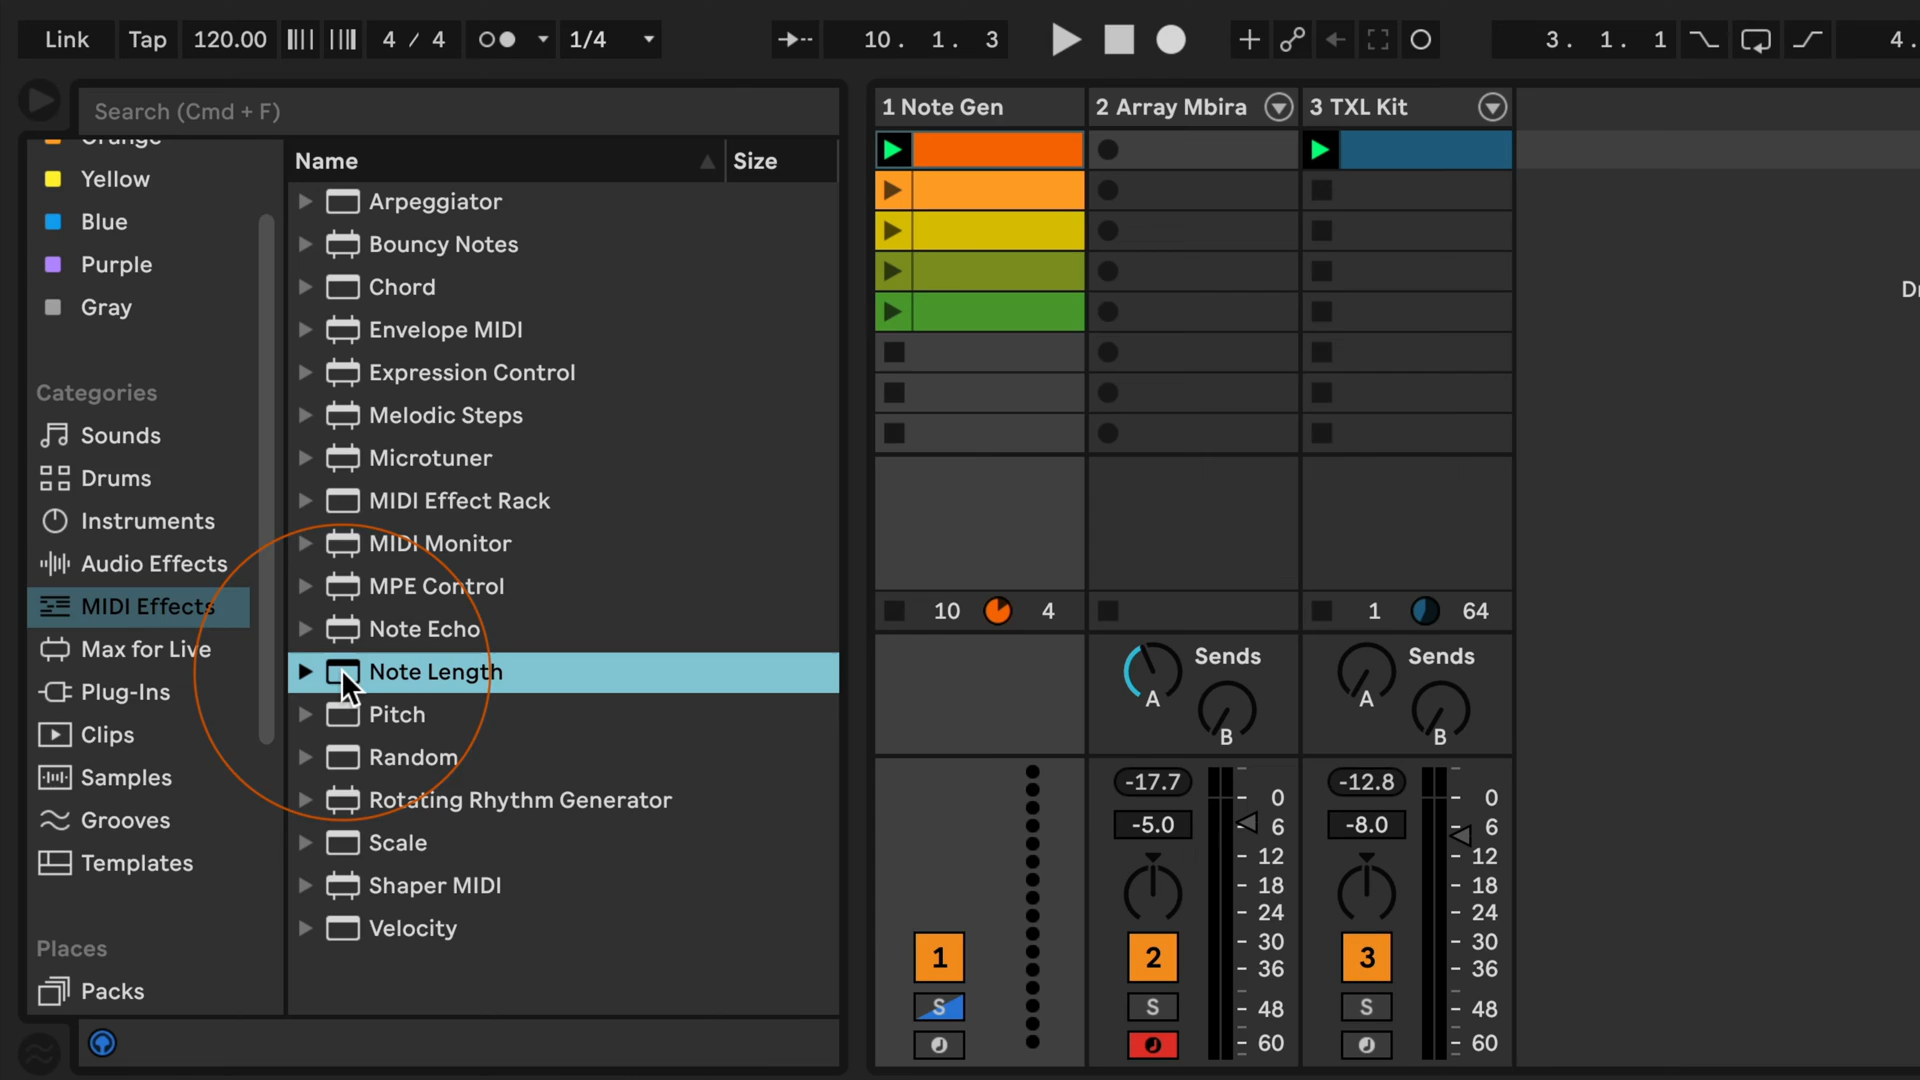 Link Tap 120.00 4 / 4 1/4 10. 1. 3 3. 1. 1 4.
Search (Cmd + F)
Orange
Yellow
Blue
Purple
Gray
Categories
Sounds
Drums
Instruments
Audio Effects
MIDI Effects
Max for Live
Plug-Ins
Clips
Samples
Grooves
Templates
Places
Packs
Name Size
Arpeggiator
Bouncy Notes
Chord
Envelope MIDI
Expression Control
Melodic Steps
Microtuner
MIDI Effect Rack
MIDI Monitor
MPE Control
Note Echo
Note Length
Pitch
Random
Rotating Rhythm Generator
Scale
Shaper MIDI
Velocity
1 Note Gen
10 4
1
S
2 Array Mbira
Sends
A
B
-17.7
-5.0
0
6
12
18
24
30
36
48
60
2
S
3 TXL Kit
1 64
Sends
A
B
-12.8
-8.0
0
6
12
18
24
30
36
48
60
3
S